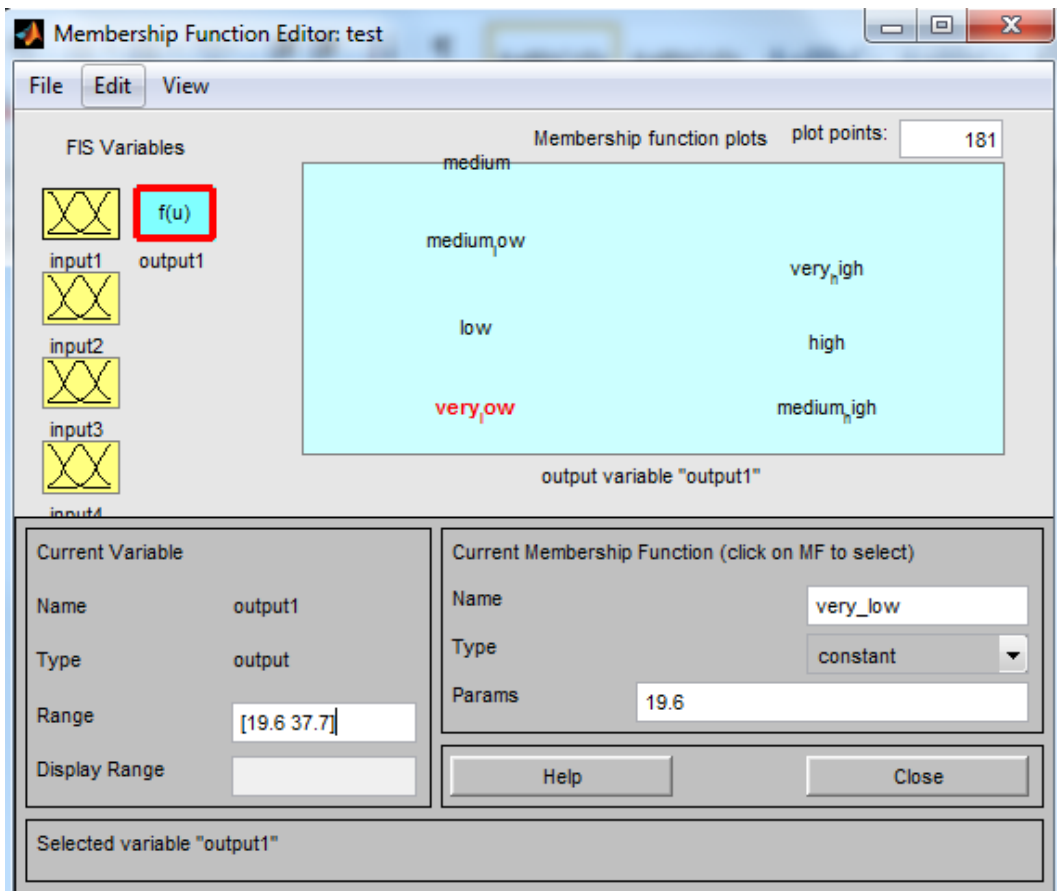 Membership Function Editor: test
File Edit View
FIS Variables
Membership function plots plot points: 181
f(u)
input1 output1
input2
input3
input4
medium
medium_low
low
very_low
very_high
high
medium_high
output variable "output1"
Current Variable
Name output1
Type output
Range [19.6 37.7]
Display Range
Current Membership Function (click on MF to select)
Name very_low
Type constant
Params 19.6
Help Close
Selected variable "output1"